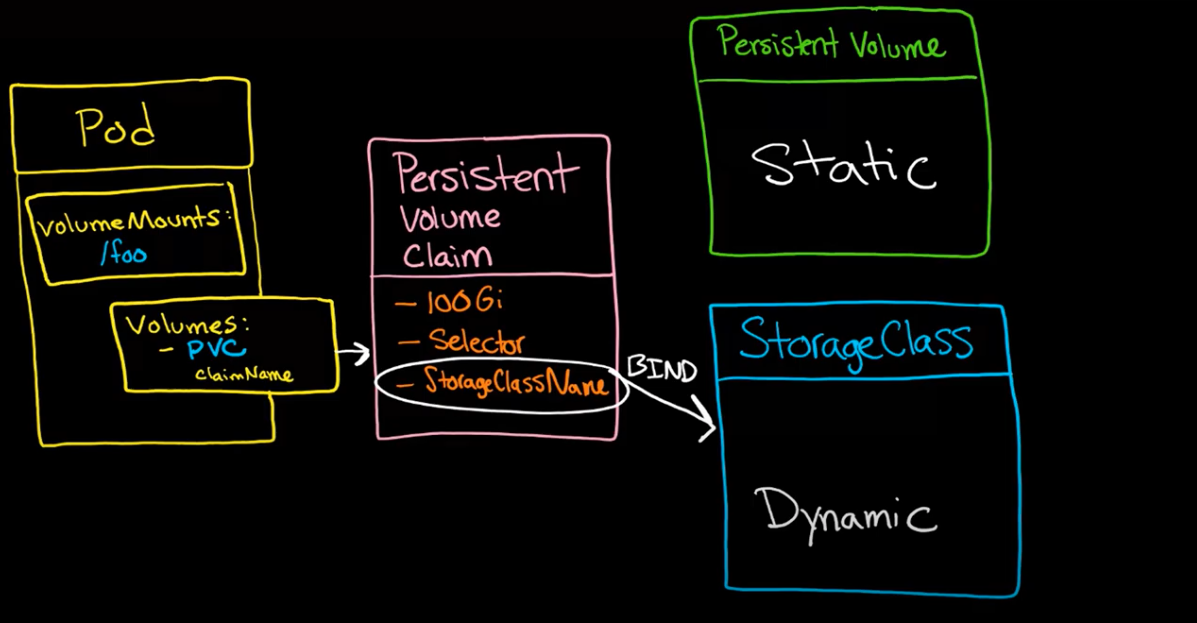 Pod
volumeMounts:
/foo
Volumes:
- PVC
claimName
Persistent
Volume
Claim
- 100Gi
- Selector
- StorageClassName
BIND
Persistent Volume
Static
StorageClass
Dynamic